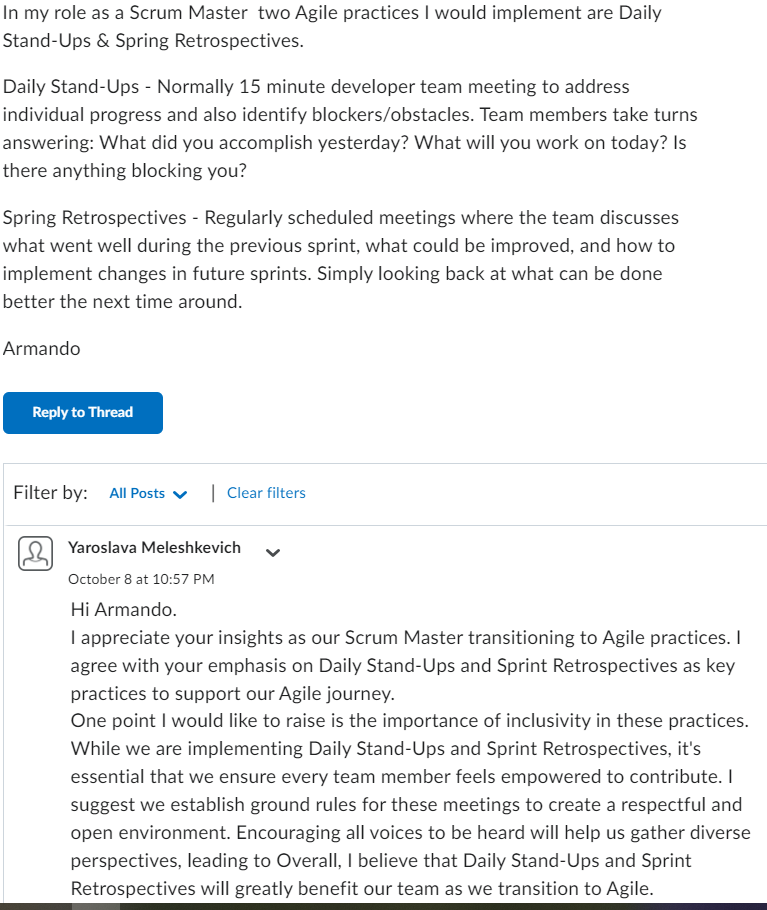 In my role as a Scrum Master  two Agile practices I would implement are Daily
Stand-Ups & Spring Retrospectives.
Daily Stand-Ups - Normally 15 minute developer team meeting to address
individual progress and also identify blockers/obstacles. Team members take turns
answering: What did you accomplish yesterday? What will you work on today? Is
there anything blocking you?
Spring Retrospectives - Regularly scheduled meetings where the team discusses
what went well during the previous sprint, what could be improved, and how to
implement changes in future sprints. Simply looking back at what can be done
better the next time around.
Armando
Reply to Thread
Filter by: All Posts | Clear filters
Yaroslava Meleshkevich
October 8 at 10:57 PM
Hi Armando.
I appreciate your insights as our Scrum Master transitioning to Agile practices. I
agree with your emphasis on Daily Stand-Ups and Sprint Retrospectives as key
practices to support our Agile journey.
One point I would like to raise is the importance of inclusivity in these practices.
While we are implementing Daily Stand-Ups and Sprint Retrospectives, it's
essential that we ensure every team member feels empowered to contribute. I
suggest we establish ground rules for these meetings to create a respectful and
open environment. Encouraging all voices to be heard will help us gather diverse
perspectives, leading to Overall, I believe that Daily Stand-Ups and Sprint
Retrospectives will greatly benefit our team as we transition to Agile.